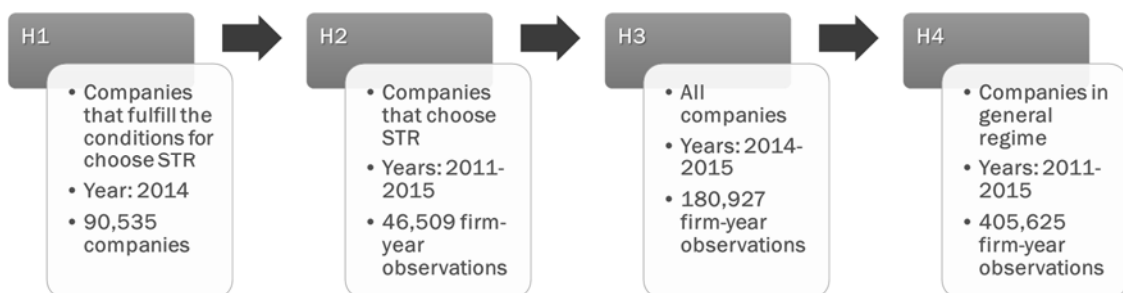 H1
• Companies
that fulfill the
conditions for
choose STR
• Year: 2014
• 90,535
companies
H2
• Companies
that choose
STR
• Years: 2011-
2015
• 46,509 firm-
year
observations
H3
• All
companies
• Years: 2014-
2015
• 180,927
firm-year
observations
H4
• Companies in
general
regime
• Years: 2011-
2015
• 405,625
firm-year
observations